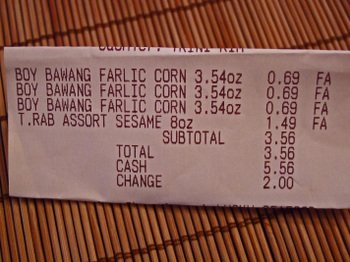 BOY BAWANG FARLIC CORN 3.54oz 0.69 FA
BOY BAWANG FARLIC CORN 3.54oz 0.69 FA
BOY BAWANG FARLIC CORN 3.54oz 0.69 FA
T.RAB ASSORT SESAME 8oz 1.49 FA
SUBTOTAL 3.56
TOTAL 3.56
CASH 5.56
CHANGE 2.00